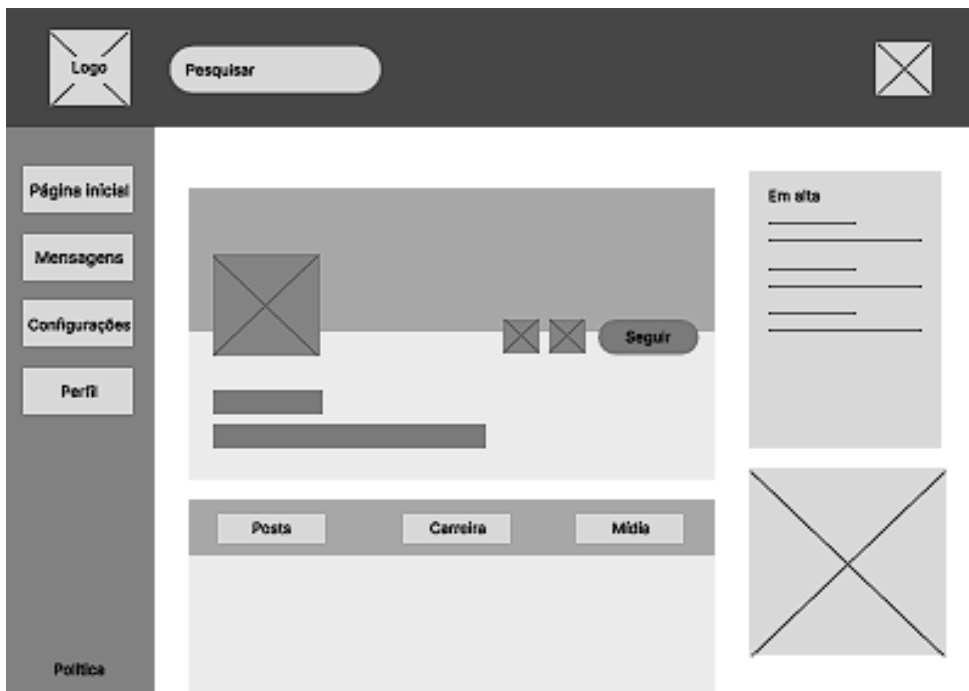 Logo
Pesquisar
Página inicial
Mensagens
Configurações
Perfil
Política
Seguir
Posts
Carreira
Mídia
Em alta